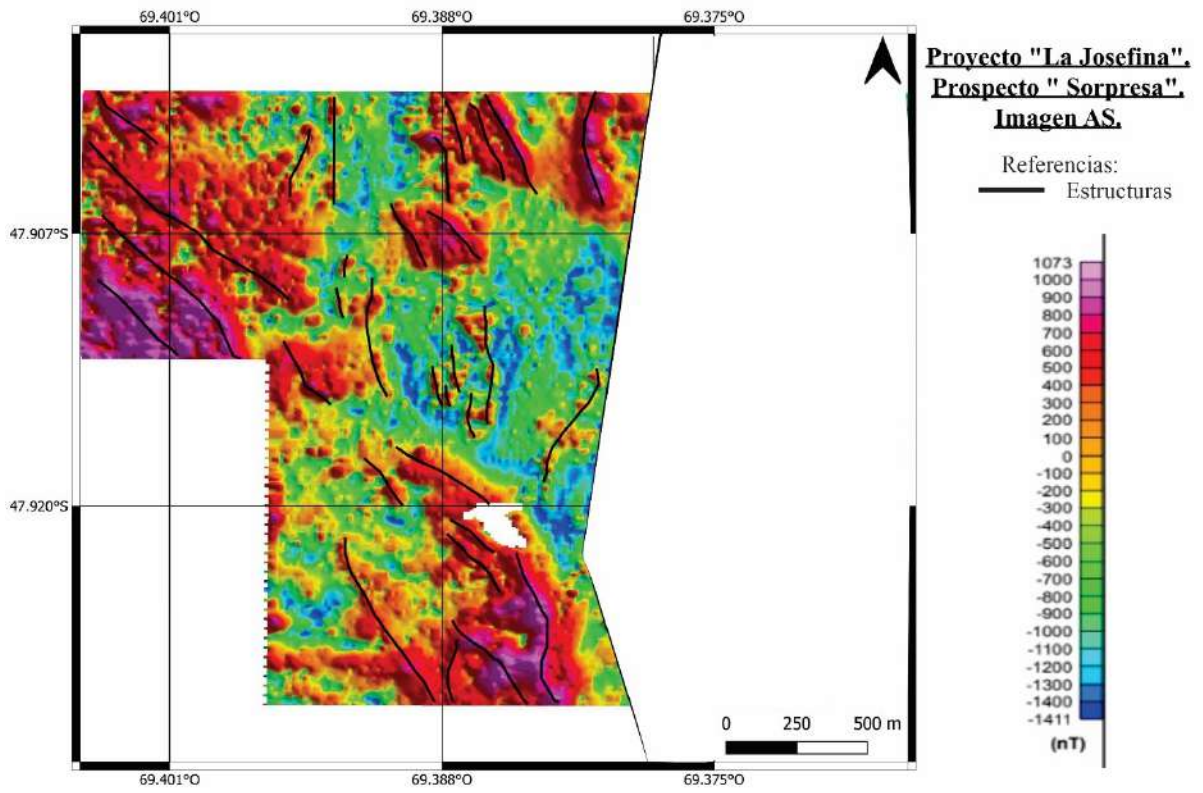 69.401°O 69.388°O 69.375°O
Proyecto "La Josefina".
Prospecto " Sorpresa".
Imagen AS.
Referencias:
Estructuras
47.907°S
47.920°S
1073
1000
900
800
700
600
500
400
300
200
100
0
-100
-200
-300
-400
-500
-600
-700
-800
-900
-1000
-1100
-1200
-1300
-1400
-1411
(nT)
0 250 500 m
69.401°O 69.388°O 69.375°O